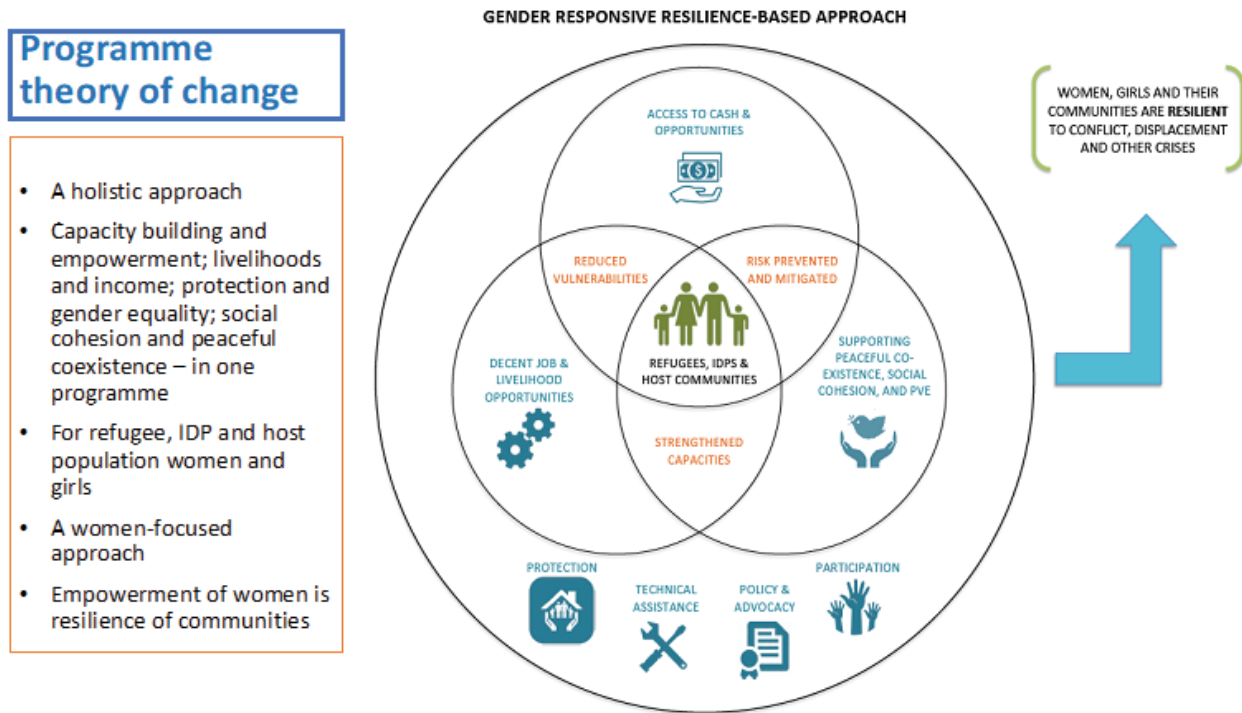 Programme
theory of change
• A holistic approach
• Capacity building and
empowerment; livelihoods
and income; protection and
gender equality; social
cohesion and peaceful
coexistence – in one
programme
• For refugee, IDP and host
population women and
girls
• A women-focused
approach
• Empowerment of women is
resilience of communities
GENDER RESPONSIVE RESILIENCE-BASED APPROACH
ACCESS TO CASH &
OPPORTUNITIES
REDUCED
VULNERABILITIES
RISK PREVENTED
AND MITIGATED
REFUGEES, IDPS &
HOST COMMUNITIES
DECENT JOB &
LIVELIHOOD
OPPORTUNITIES
SUPPORTING
PEACEFUL CO-
EXISTENCE, SOCIAL
COHESION, AND PVE
STRENGTHENED
CAPACITIES
PROTECTION
TECHNICAL
ASSISTANCE
POLICY &
ADVOCACY
PARTICIPATION
WOMEN, GIRLS AND THEIR
COMMUNITIES ARE RESILIENT
TO CONFLICT, DISPLACEMENT
AND OTHER CRISES